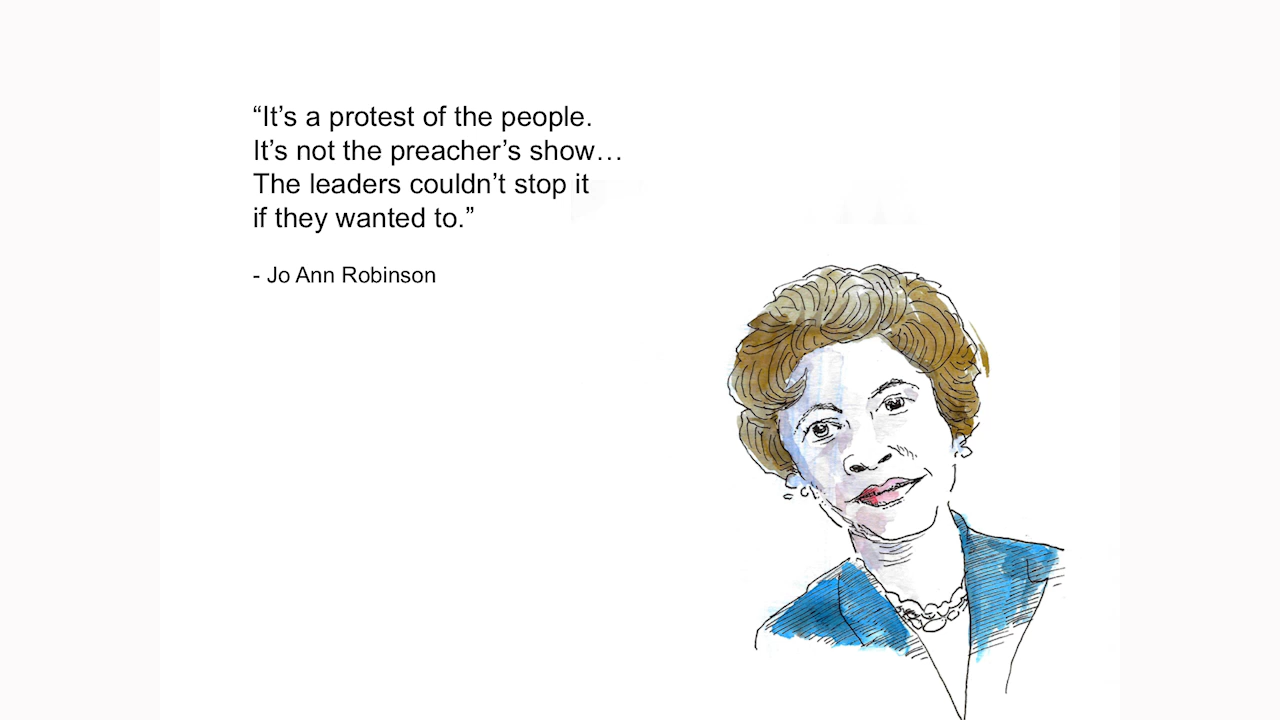 “It’s a protest of the people.
It’s not the preacher’s show…
The leaders couldn’t stop it
if they wanted to.”
- Jo Ann Robinson